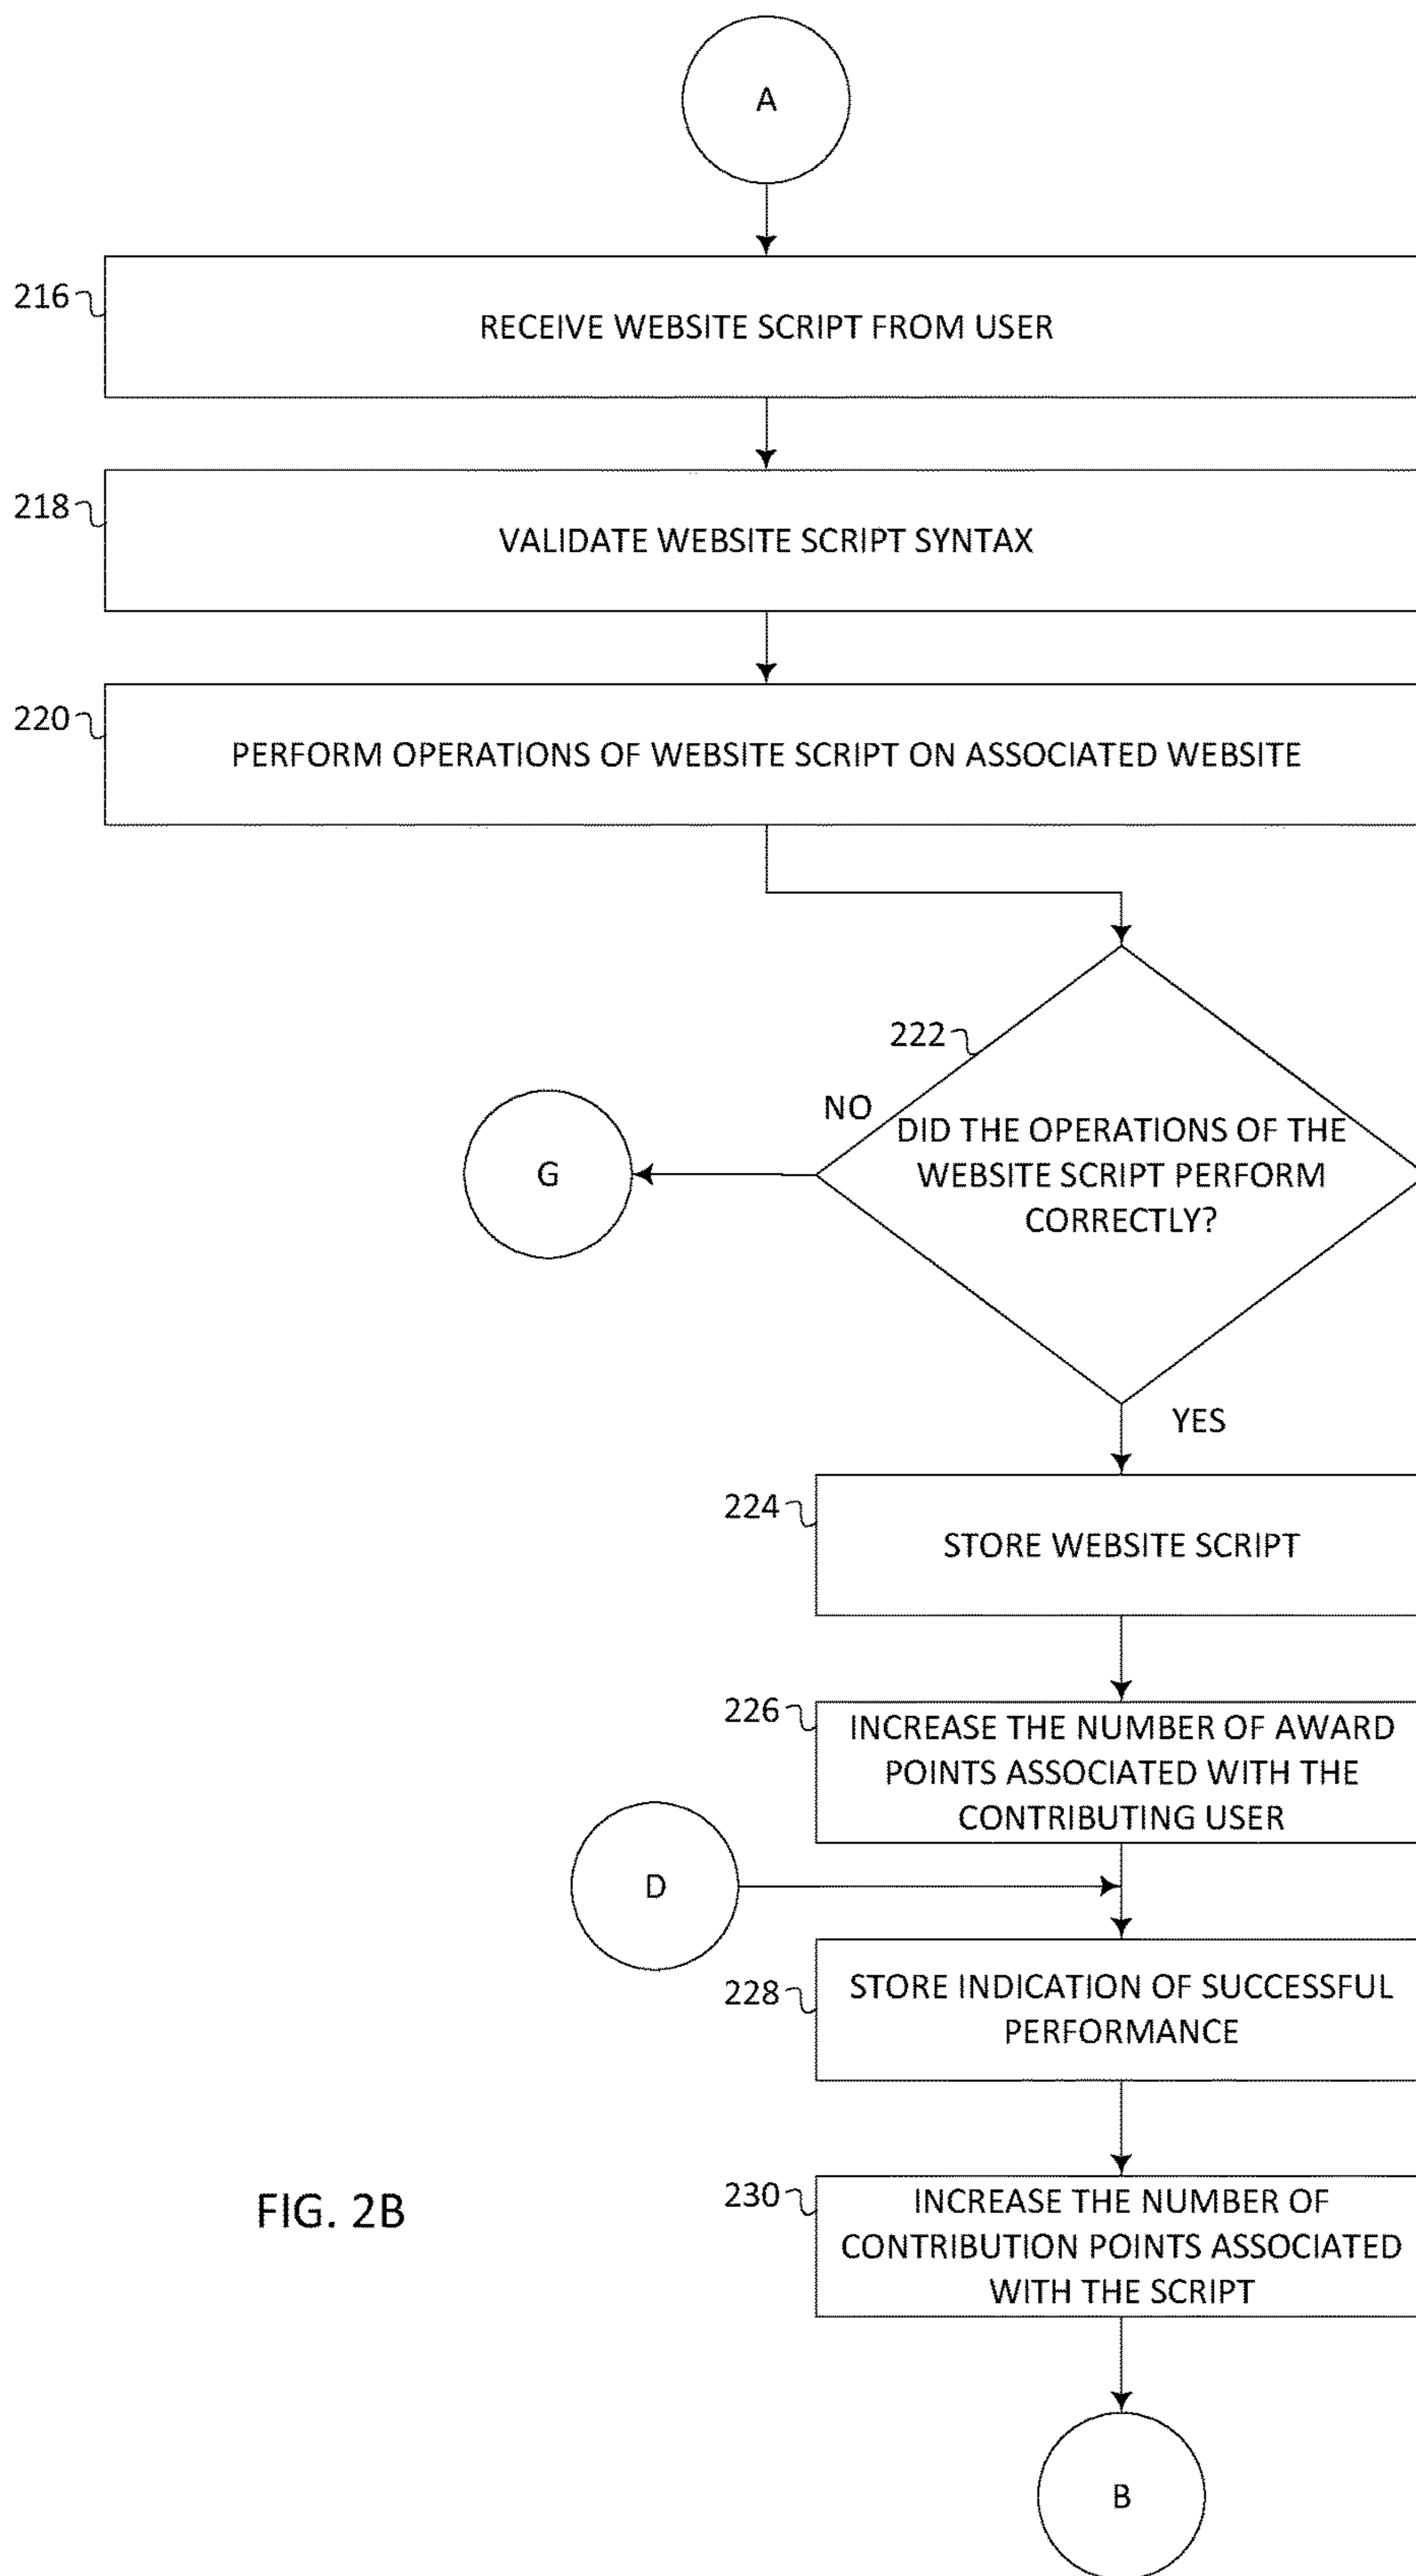 A
216
RECEIVE WEBSITE SCRIPT FROM USER
218
VALIDATE WEBSITE SCRIPT SYNTAX
220
PERFORM OPERATIONS OF WEBSITE SCRIPT ON ASSOCIATED WEBSITE
222
NO
DID THE OPERATIONS OF THE
WEBSITE SCRIPT PERFORM
CORRECTLY?
G
YES
224
STORE WEBSITE SCRIPT
226
INCREASE THE NUMBER OF AWARD
POINTS ASSOCIATED WITH THE
CONTRIBUTING USER
D
228
STORE INDICATION OF SUCCESSFUL
PERFORMANCE
230
INCREASE THE NUMBER OF
CONTRIBUTION POINTS ASSOCIATED
WITH THE SCRIPT
FIG. 2B
B